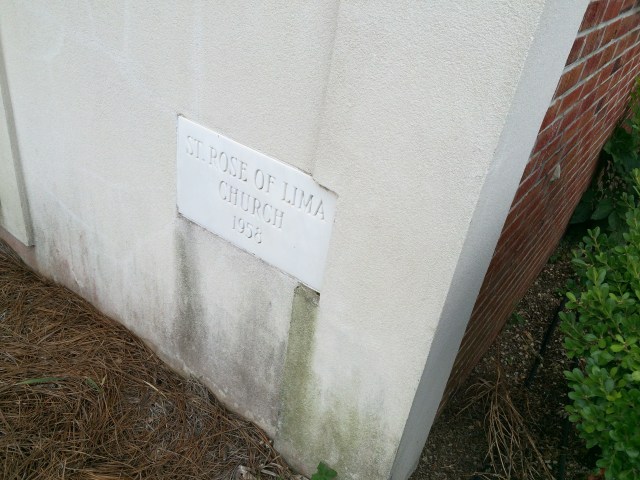 ST. ROSE OF LIMA
CHURCH
1958